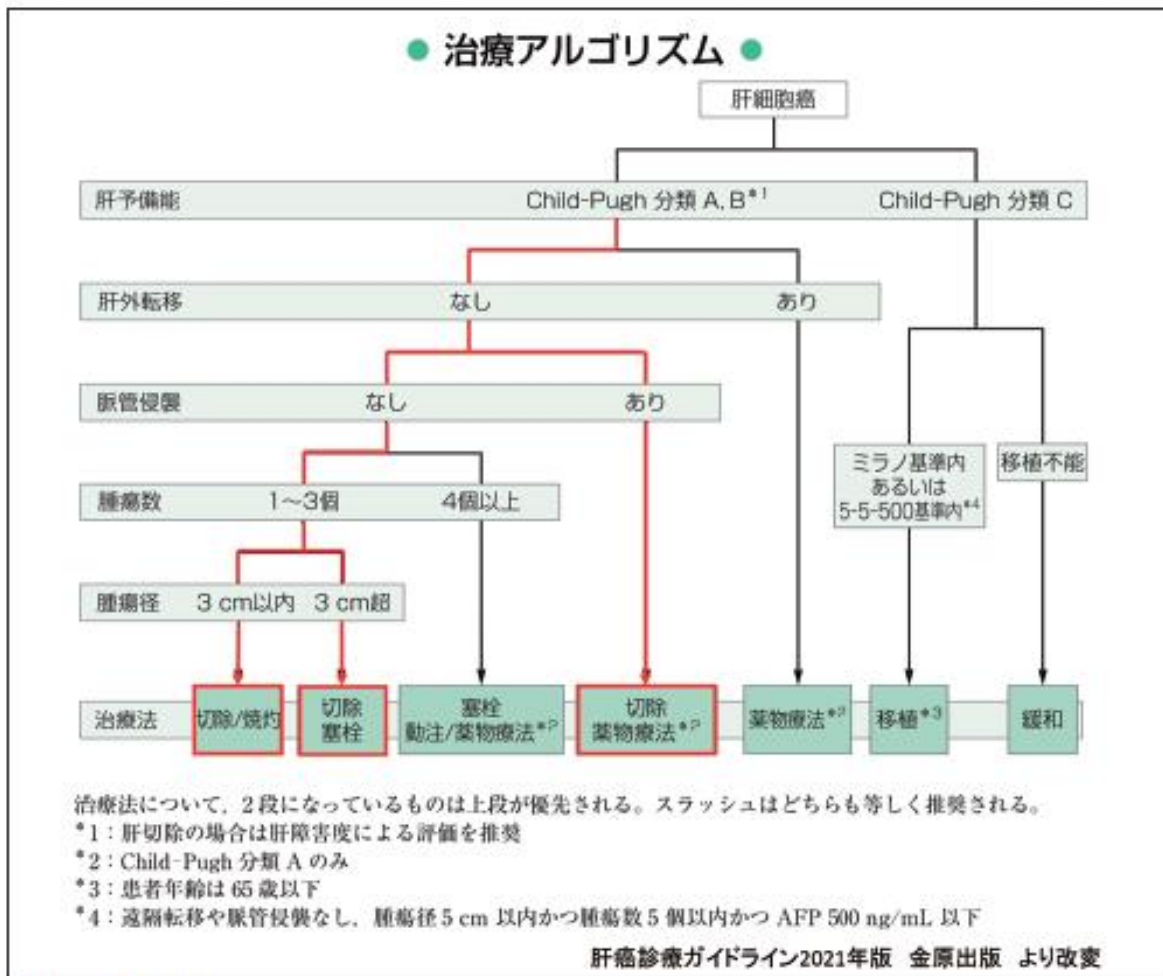 ● 治療アルゴリズム ●
肝細胞癌
肝予備能 Child-Pugh 分類 A, B*1 Child-Pugh 分類 C
肝外転移 なし あり
脈管侵襲 なし あり
ミラノ基準内
あるいは
5-5-500基準内*4
移植不能
腫瘍数 1〜3個 4個以上
腫瘍径 3 cm以内 3 cm超
治療法
切除/焼灼
切除
塞栓
塞栓
動注/薬物療法*2
切除
薬物療法*2
薬物療法*2
移植*3
緩和
治療法について,2段になっているものは上段が優先される。スラッシュはどちらも等しく推奨される。
*1:肝切除の場合は肝障害度による評価を推奨
*2:Child-Pugh 分類 A のみ
*3:患者年齢は 65 歳以下
*4:遠隔転移や脈管侵襲なし,腫瘍径 5 cm 以内かつ腫瘍数 5 個以内かつ AFP 500 ng/mL 以下
肝癌診療ガイドライン2021年版 金原出版 より改変